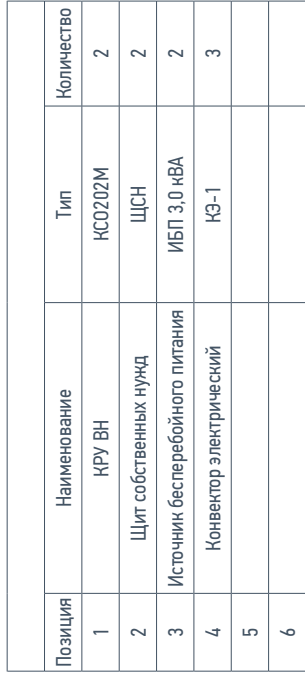 Позиция Наименование Тип Количество
1 КРУ ВН КСО202М 2
2 Щит собственных нужд ЩСН 2
3 Источник бесперебойного питания ИБП 3,0 кВА 2
4 Конвектор электрический КЭ-1 3
5
6